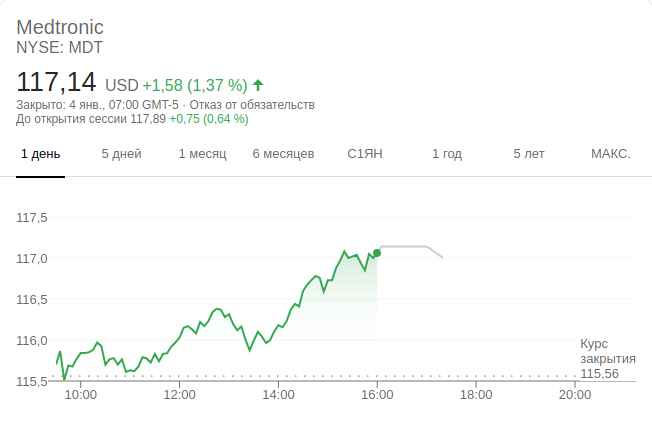 Medtronic
NYSE: MDT
117,14 USD +1,58 (1,37 %)
Закрыто: 4 янв., 07:00 GMT-5 · Отказ от обязательств
До открытия сессии 117,89 +0,75 (0,64 %)
1 день 5 дней 1 месяц 6 месяцев С1ЯН 1 год 5 лет МАКС.
117,5
117,0
116,5
116,0
Курс
закрытия
115,56
115,5
10:00 12:00 14:00 16:00 18:00 20:00